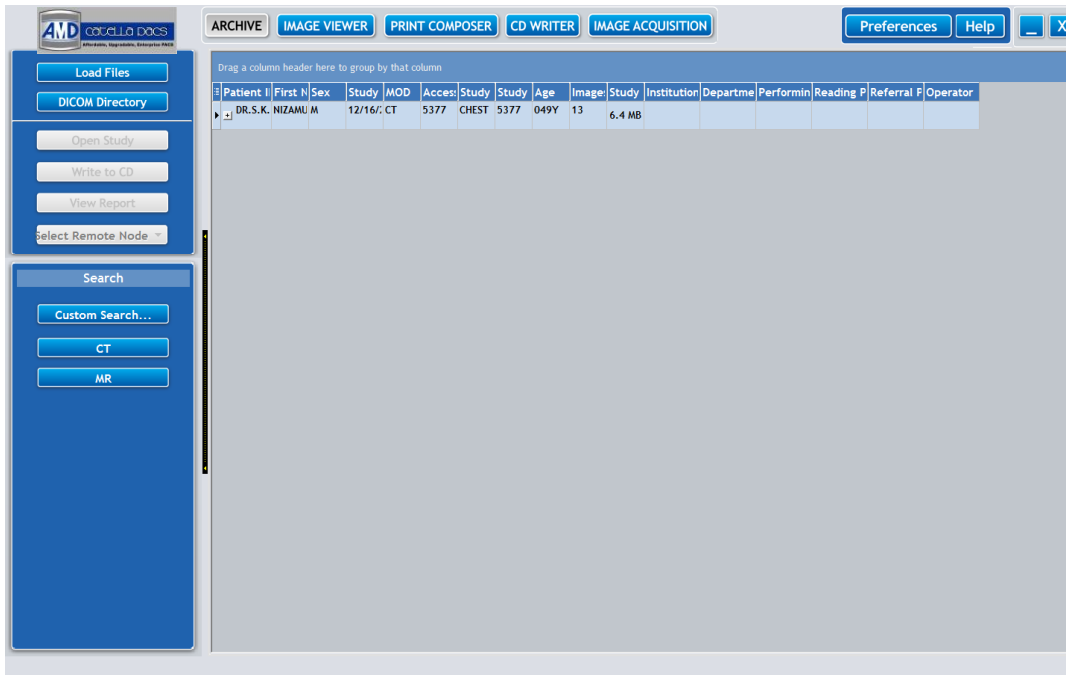 AMD catella pacs
Affordable, Upgradable, Enterprise PACS
ARCHIVE IMAGE VIEWER PRINT COMPOSER CD WRITER IMAGE ACQUISITION Preferences Help _ X
Load Files
DICOM Directory
Open Study
Write to CD
View Report
Select Remote Node
Search
Custom Search...
CT
MR
Drag a column header here to group by that column
Patient I First N Sex Study MOD Access Study Study Age Image Study Institution Departme Performin Reading P Referral P Operator
DR.S.K. NIZAMU M 12/16/ CT 5377 CHEST 5377 049Y 13 6.4 MB